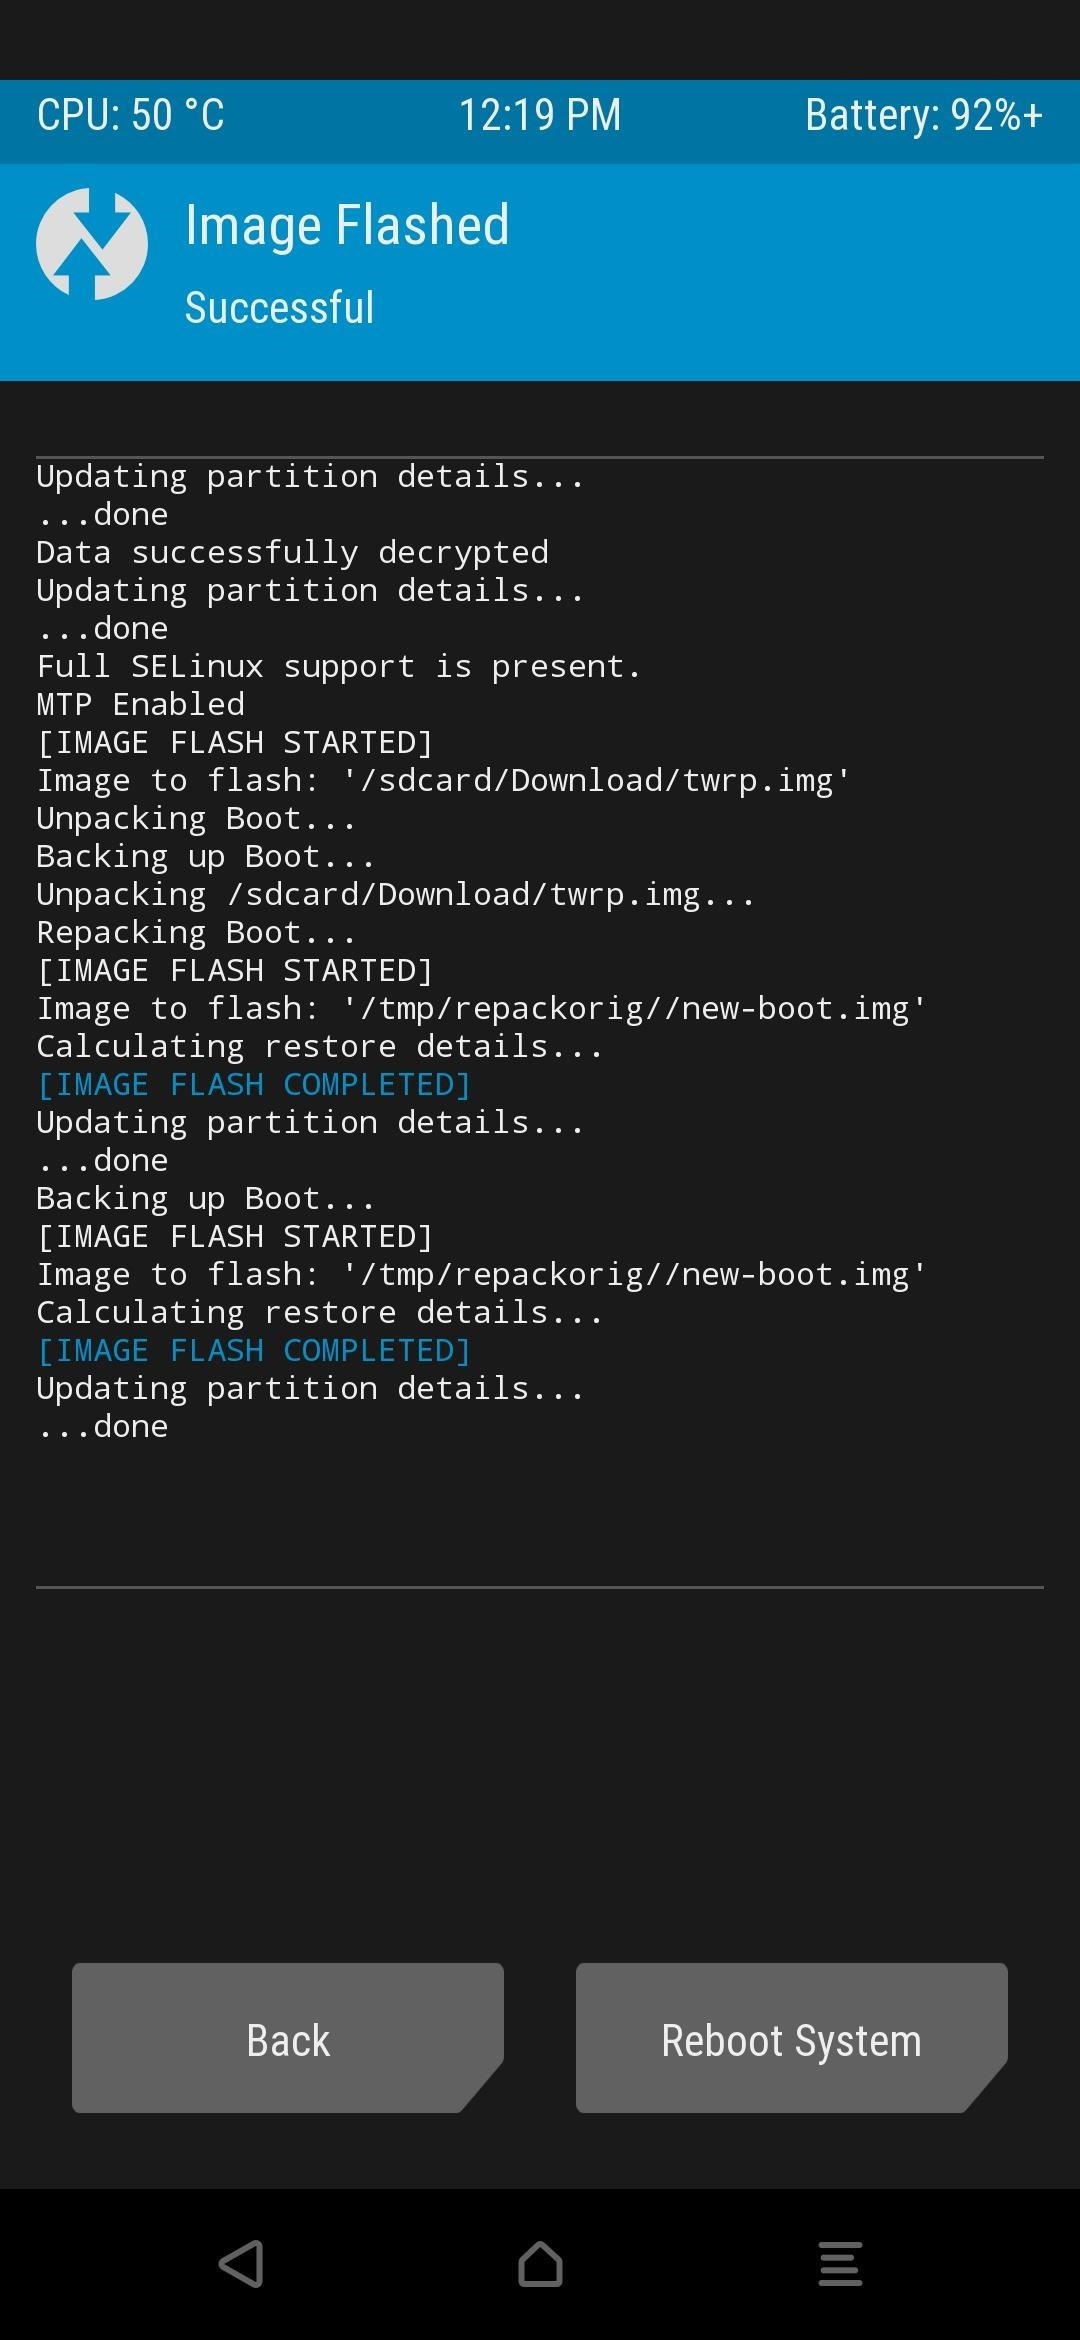 CPU: 50 °C 12:19 PM Battery: 92%+
Image Flashed
Successful
Updating partition details...
...done
Data successfully decrypted
Updating partition details...
...done
Full SELinux support is present.
MTP Enabled
[IMAGE FLASH STARTED]
Image to flash: '/sdcard/Download/twrp.img'
Unpacking Boot...
Backing up Boot...
Unpacking /sdcard/Download/twrp.img...
Repacking Boot...
[IMAGE FLASH STARTED]
Image to flash: '/tmp/repackorig//new-boot.img'
Calculating restore details...
[IMAGE FLASH COMPLETED]
Updating partition details...
...done
Backing up Boot...
[IMAGE FLASH STARTED]
Image to flash: '/tmp/repackorig//new-boot.img'
Calculating restore details...
[IMAGE FLASH COMPLETED]
Updating partition details...
...done
Back Reboot System